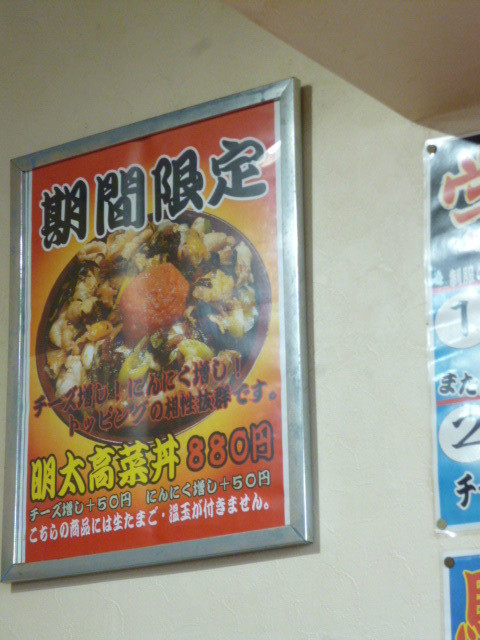 期間限定
チーズ増し！にんにく増し！
トッピングの相性抜群です。
明太高菜丼 880円
チーズ増し+50円 にんにく増し+50円
こちらの商品には生たまご・温玉が付きません。
1
また
2
チ